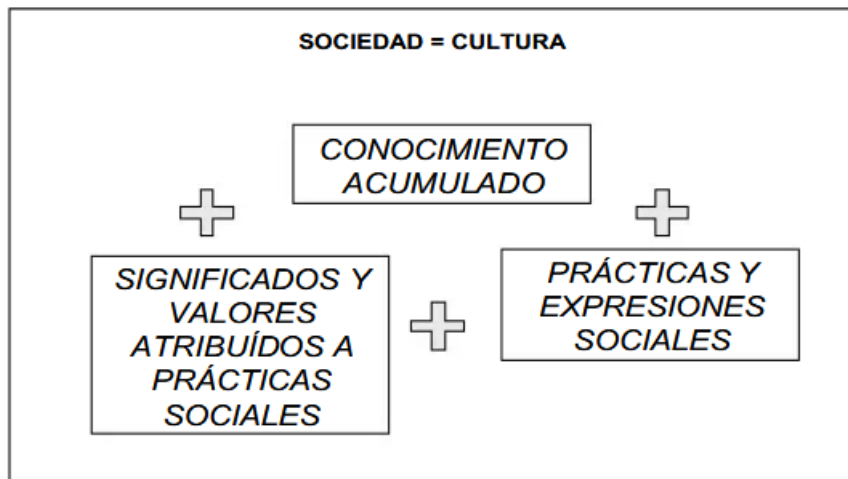 SOCIEDAD = CULTURA
CONOCIMIENTO
ACUMULADO
SIGNIFICADOS Y
VALORES
ATRIBUÍDOS A
PRÁCTICAS
SOCIALES
PRÁCTICAS Y
EXPRESIONES
SOCIALES